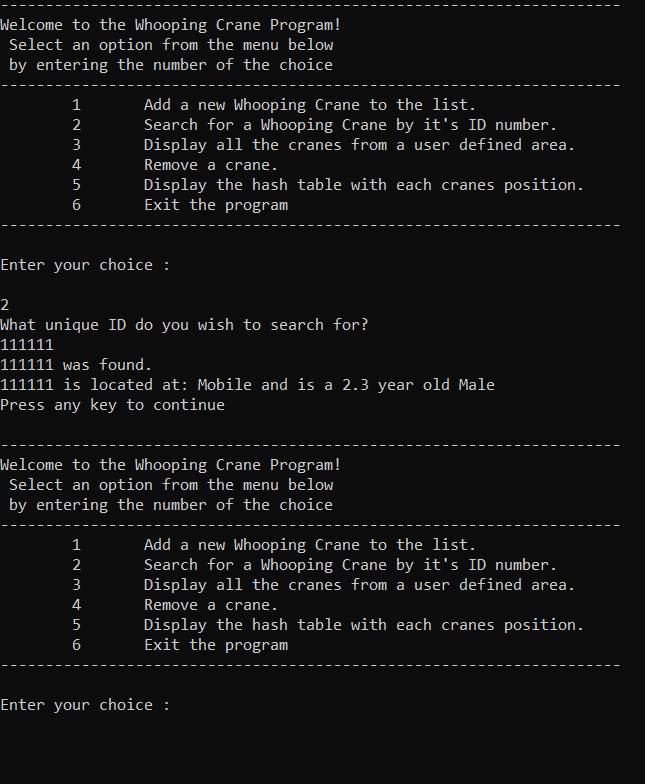 ---------------------------------------------------------------------
Welcome to the Whooping Crane Program!
 Select an option from the menu below
 by entering the number of the choice
---------------------------------------------------------------------
        1       Add a new Whooping Crane to the list.
        2       Search for a Whooping Crane by it's ID number.
        3       Display all the cranes from a user defined area.
        4       Remove a crane.
        5       Display the hash table with each cranes position.
        6       Exit the program
---------------------------------------------------------------------
Enter your choice :
2
What unique ID do you wish to search for?
111111
111111 was found.
111111 is located at: Mobile and is a 2.3 year old Male
Press any key to continue
---------------------------------------------------------------------
Welcome to the Whooping Crane Program!
 Select an option from the menu below
 by entering the number of the choice
---------------------------------------------------------------------
        1       Add a new Whooping Crane to the list.
        2       Search for a Whooping Crane by it's ID number.
        3       Display all the cranes from a user defined area.
        4       Remove a crane.
        5       Display the hash table with each cranes position.
        6       Exit the program
---------------------------------------------------------------------
Enter your choice :